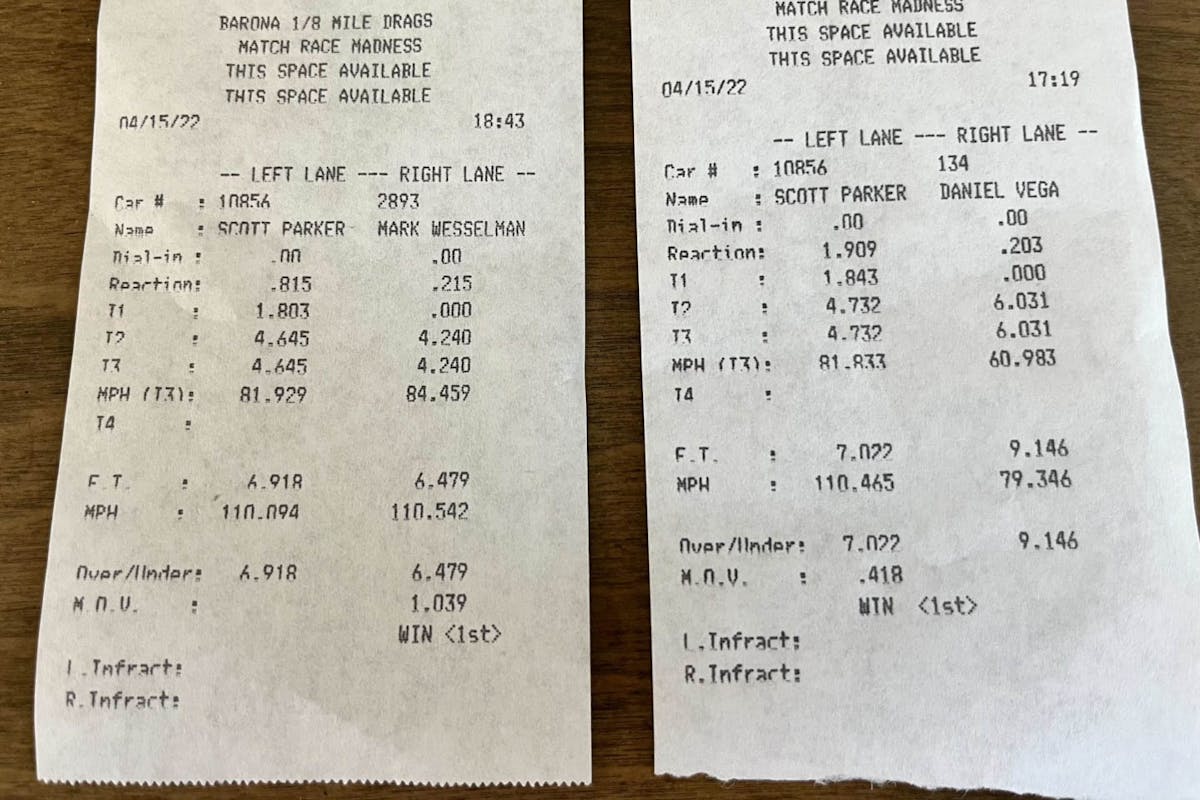 BARONA 1/8 MILE DRAGS
MATCH RACE MADNESS
THIS SPACE AVAILABLE
THIS SPACE AVAILABLE
04/15/22 18:43
-- LEFT LANE --- RIGHT LANE --
Car # : 10856 2893
Name : SCOTT PARKER MARK WESSELMAN
Dial-in : .00 .00
Reaction: .815 .215
T1 : 1.803 .000
T2 : 4.645 4.240
T3 : 4.645 4.240
MPH (T3): 81.929 84.459
T4 :
E.T. : 6.918 6.479
MPH : 110.094 110.542
Over/Under: 6.918 6.479
M.O.V. : 1.039
WIN <1st>
L.Infract:
R.Infract:
MATCH RACE MADNESS
THIS SPACE AVAILABLE
THIS SPACE AVAILABLE
04/15/22 17:19
-- LEFT LANE --- RIGHT LANE --
Car # : 10856 134
Name : SCOTT PARKER DANIEL VEGA
Dial-in : .00 .00
Reaction: 1.909 .203
T1 : 1.843 .000
T2 : 4.732 6.031
T3 : 4.732 6.031
MPH (T3): 81.833 60.983
T4 :
E.T. : 7.022 9.146
MPH : 110.465 79.346
Over/Under: 7.022 9.146
M.O.V. : .418
WIN <1st>
L.Infract:
R.Infract: